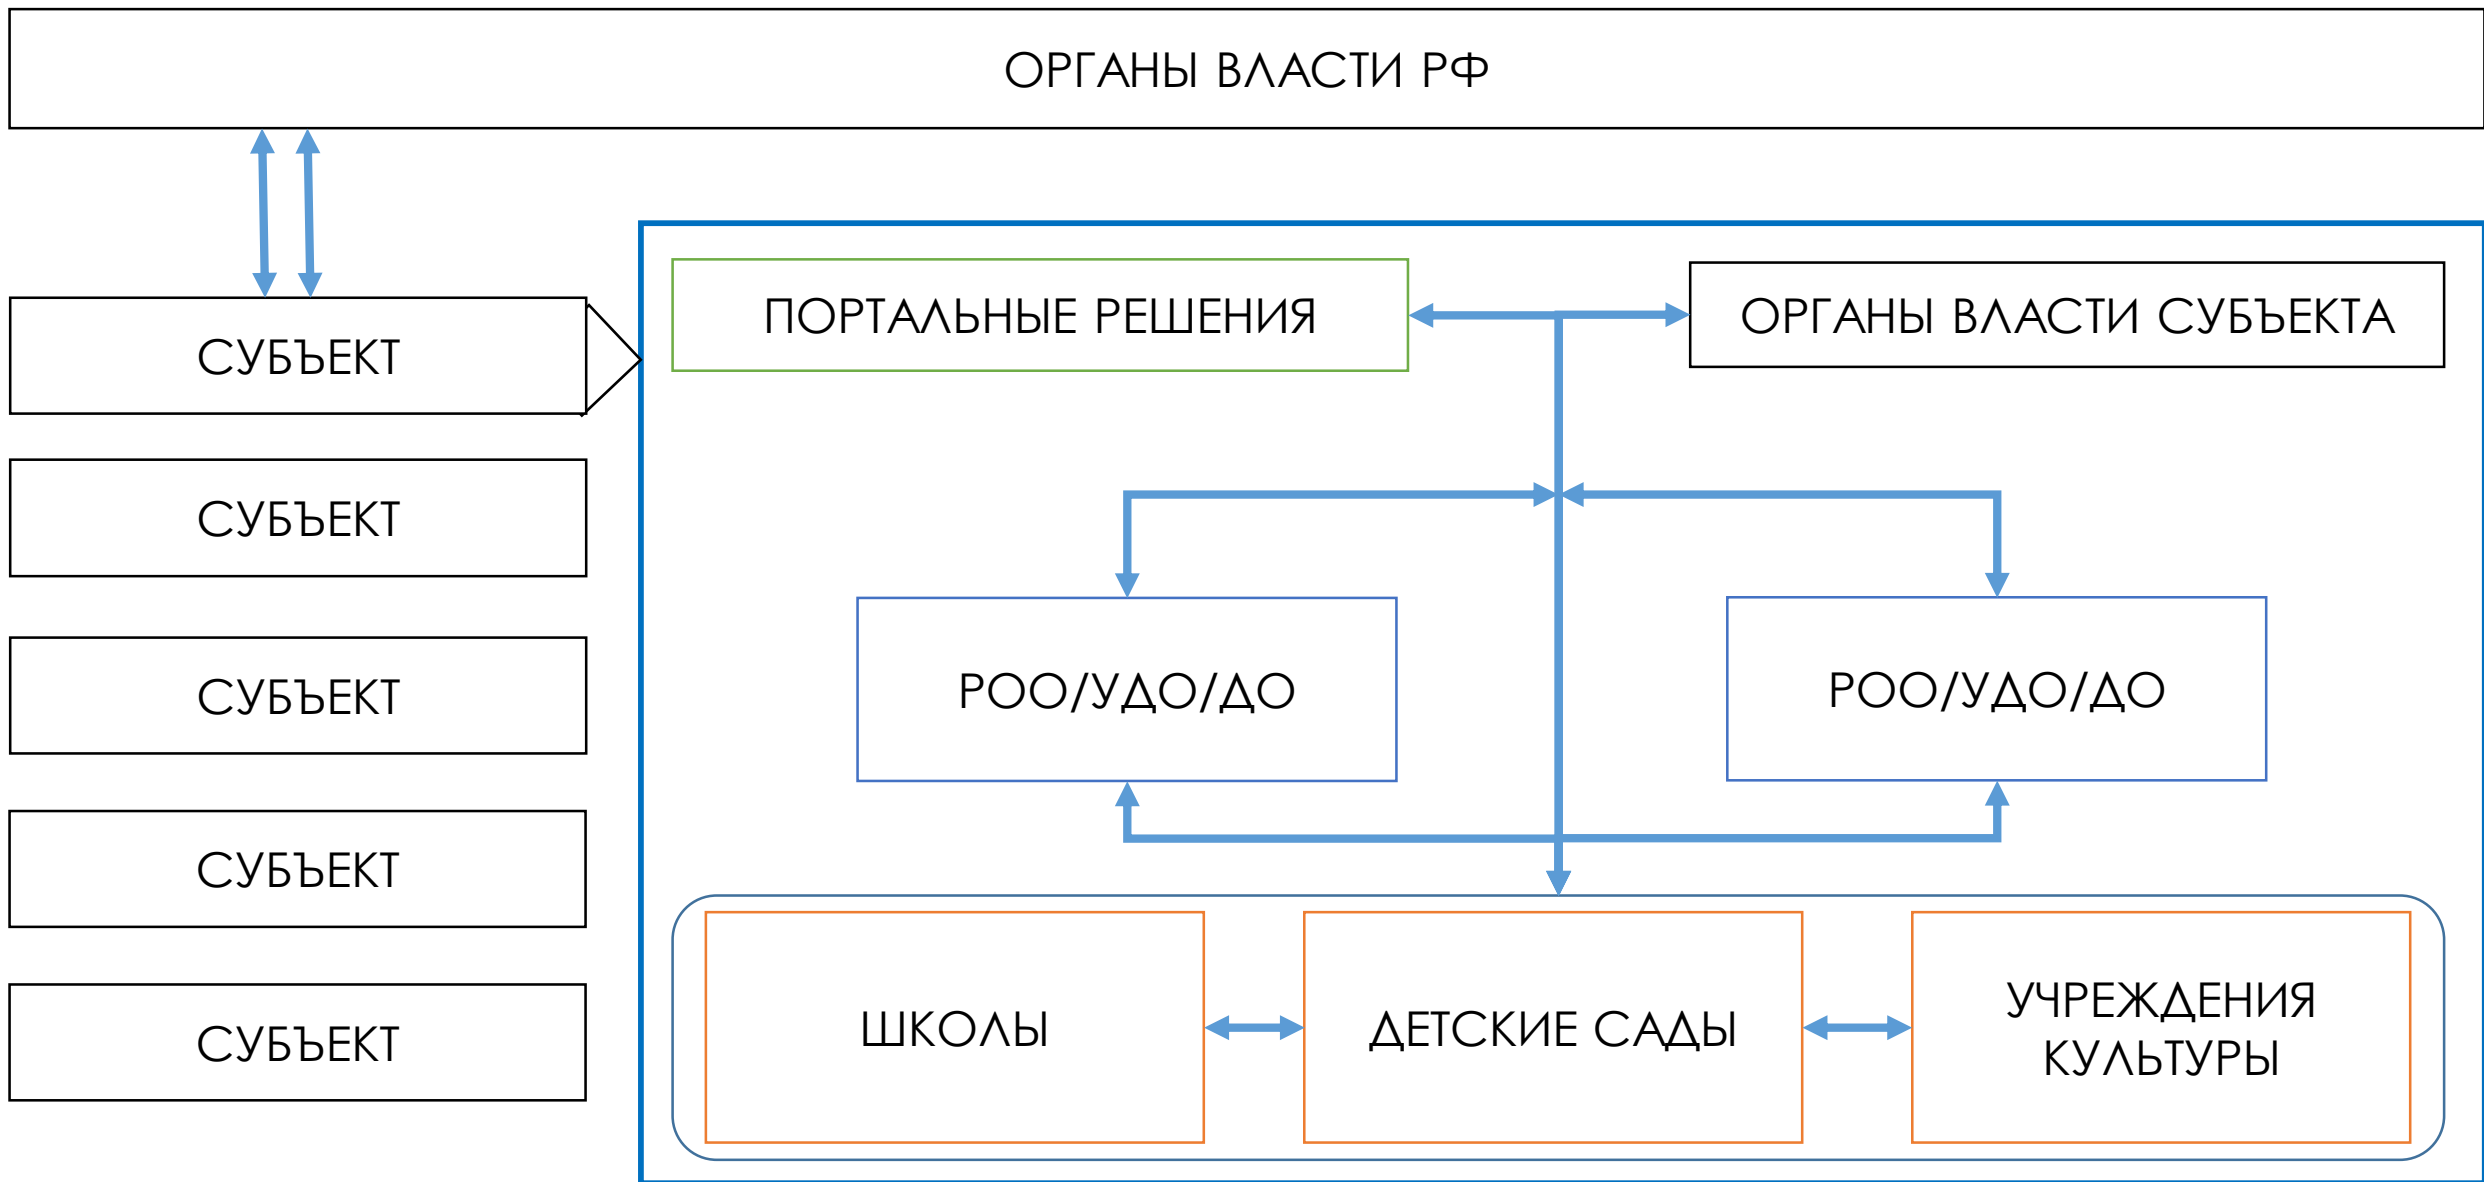 ОРГАНЫ ВЛАСТИ РФ
СУБЪЕКТ
СУБЪЕКТ
СУБЪЕКТ
СУБЪЕКТ
СУБЪЕКТ
ПОРТАЛЬНЫЕ РЕШЕНИЯ
ОРГАНЫ ВЛАСТИ СУБЪЕКТА
РОО/УДО/ДО
РОО/УДО/ДО
ШКОЛЫ
ДЕТСКИЕ САДЫ
УЧРЕЖДЕНИЯ
КУЛЬТУРЫ